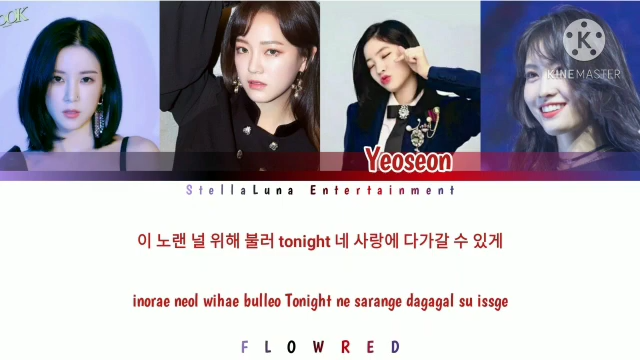 KINEMASTER
Yeoseon
StellaLuna Entertainment
이 노랜 널 위해 불러 tonight 네 사랑에 다가갈 수 있게
inorae neol wihae bulleo Tonight ne sarange dagagal su issge
FLOWRED